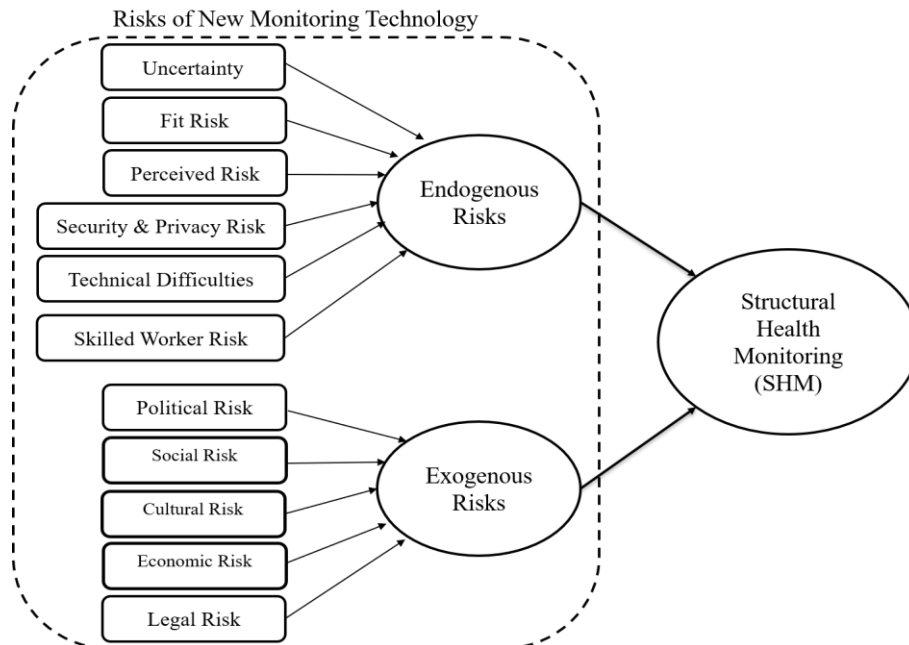 Risks of New Monitoring Technology
Uncertainty
Fit Risk
Perceived Risk
Security & Privacy Risk
Technical Difficulties
Skilled Worker Risk
Endogenous
Risks
Political Risk
Social Risk
Cultural Risk
Economic Risk
Legal Risk
Exogenous
Risks
Structural
Health
Monitoring
(SHM)